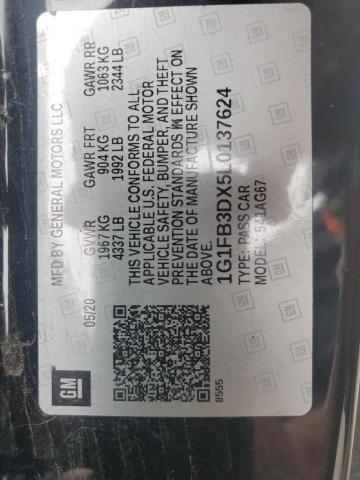 MFD BY GENERAL MOTORS LLC
05/20 GVWR GAWR FRT GAWR RR
1967 KG 904 KG 1063 KG
4337 LB 1992 LB 2344 LB
THIS VEHICLE CONFORMS TO ALL
APPLICABLE U.S. FEDERAL MOTOR
VEHICLE SAFETY, BUMPER, AND THEFT
PREVENTION STANDARDS IN EFFECT ON
THE DATE OF MANUFACTURE SHOWN
ABOVE.
1G1FB3DX5L0137624
TYPE: PASS CAR
MODEL:
GM
8555